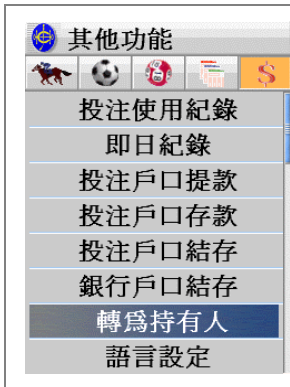 其他功能
$
投注使用紀錄
即日紀錄
投注戶口提款
投注戶口存款
投注戶口結存
銀行戶口結存
轉爲持有人
語言設定